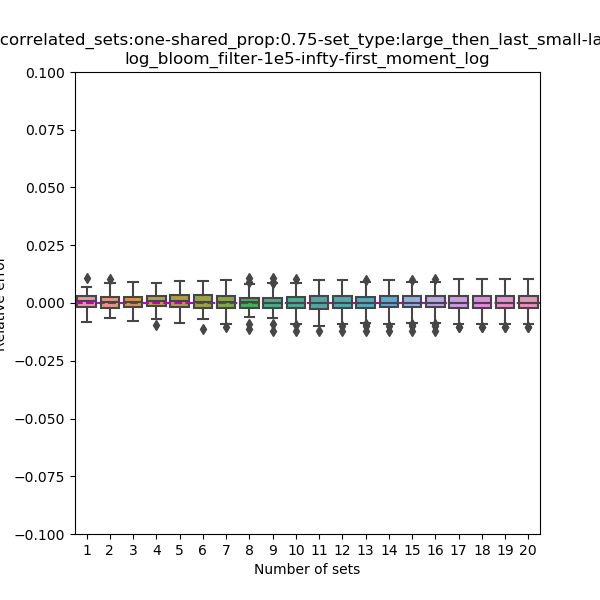 correlated_sets:one-shared_prop:0.75-set_type:large_then_last_small-la
log_bloom_filter-1e5-infty-first_moment_log
0.100
0.075
0.050
0.025
0.000
−0.025
−0.050
−0.075
−0.100
Relative error
1 2 3 4 5 6 7 8 9 10 11 12 13 14 15 16 17 18 19 20
Number of sets